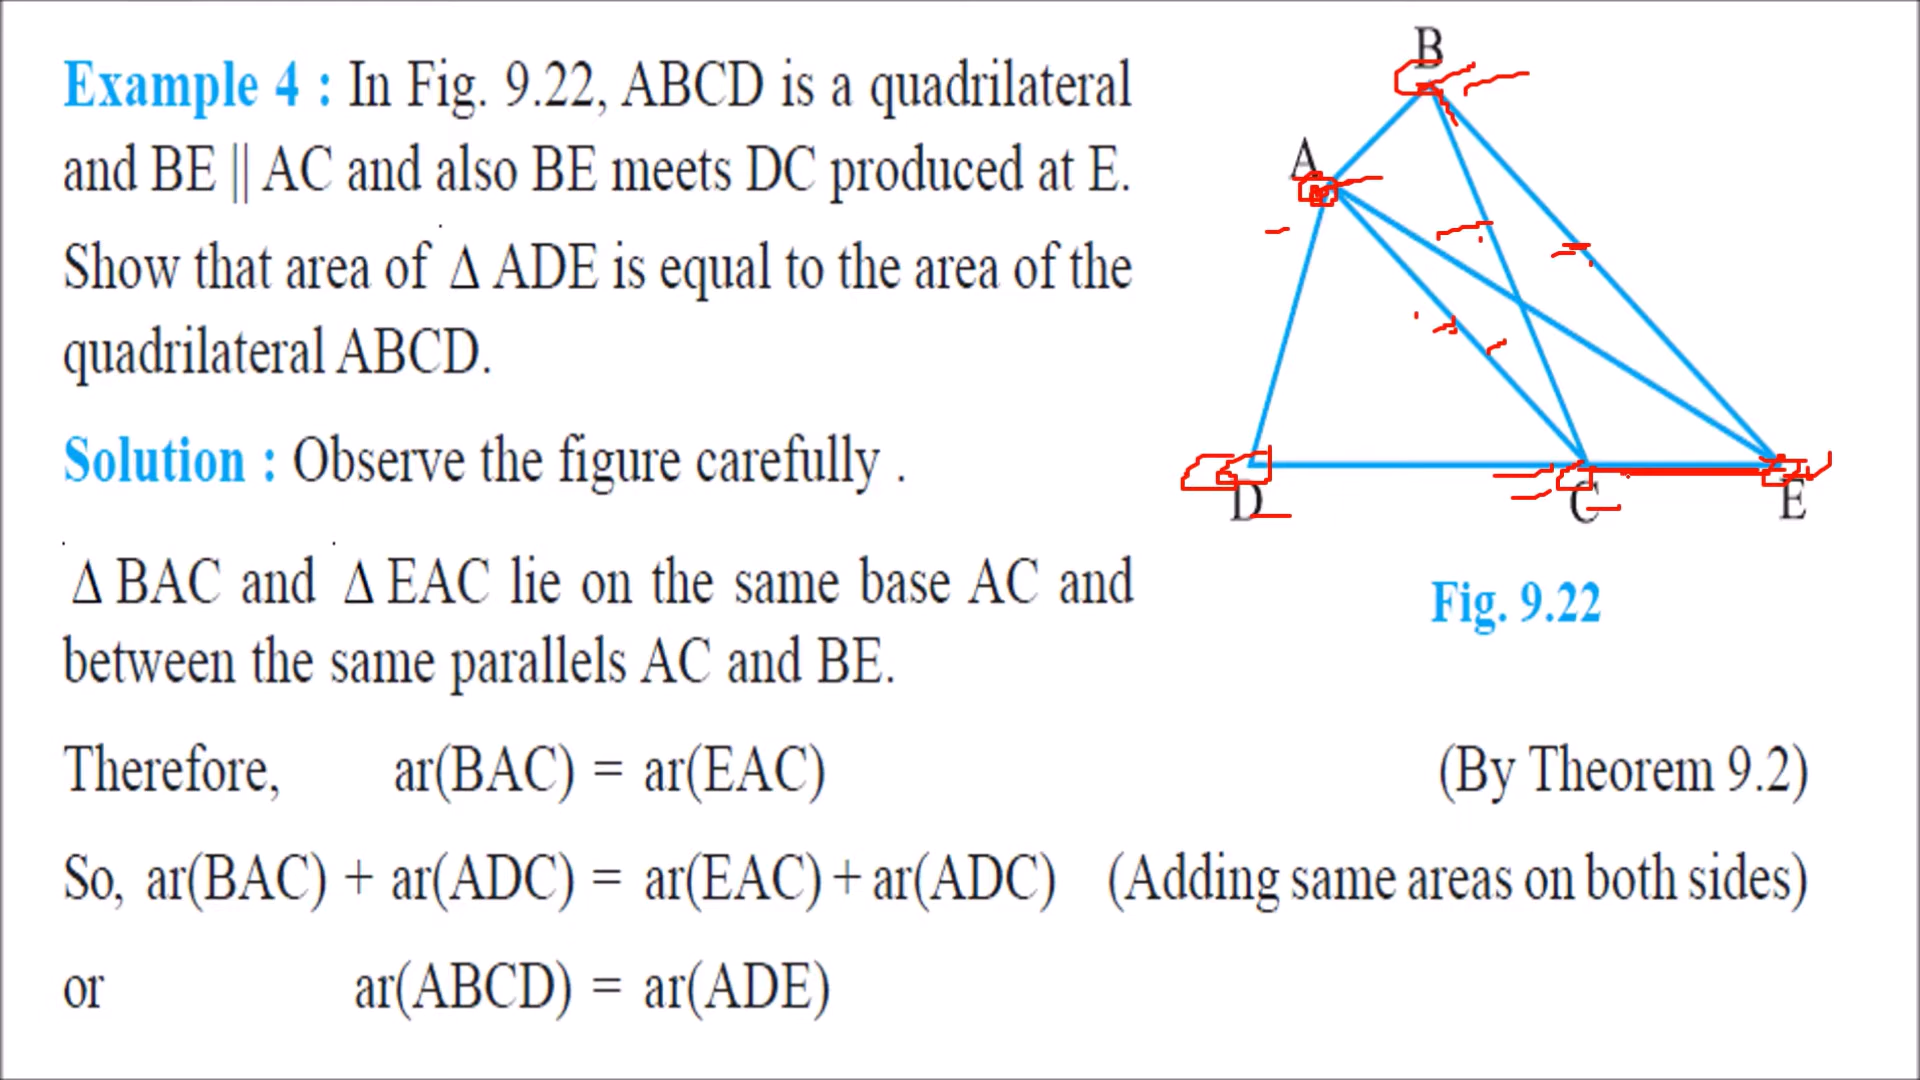 Example 4 : In Fig. 9.22, ABCD is a quadrilateral
and BE || AC and also BE meets DC produced at E.
Show that area of Δ ADE is equal to the area of the
quadrilateral ABCD.
Solution : Observe the figure carefully .
Δ BAC and Δ EAC lie on the same base AC and
between the same parallels AC and BE.
Therefore, ar(BAC) = ar(EAC) (By Theorem 9.2)
So, ar(BAC) + ar(ADC) = ar(EAC) + ar(ADC) (Adding same areas on both sides)
or ar(ABCD) = ar(ADE)
B
A
D
C
E
Fig. 9.22